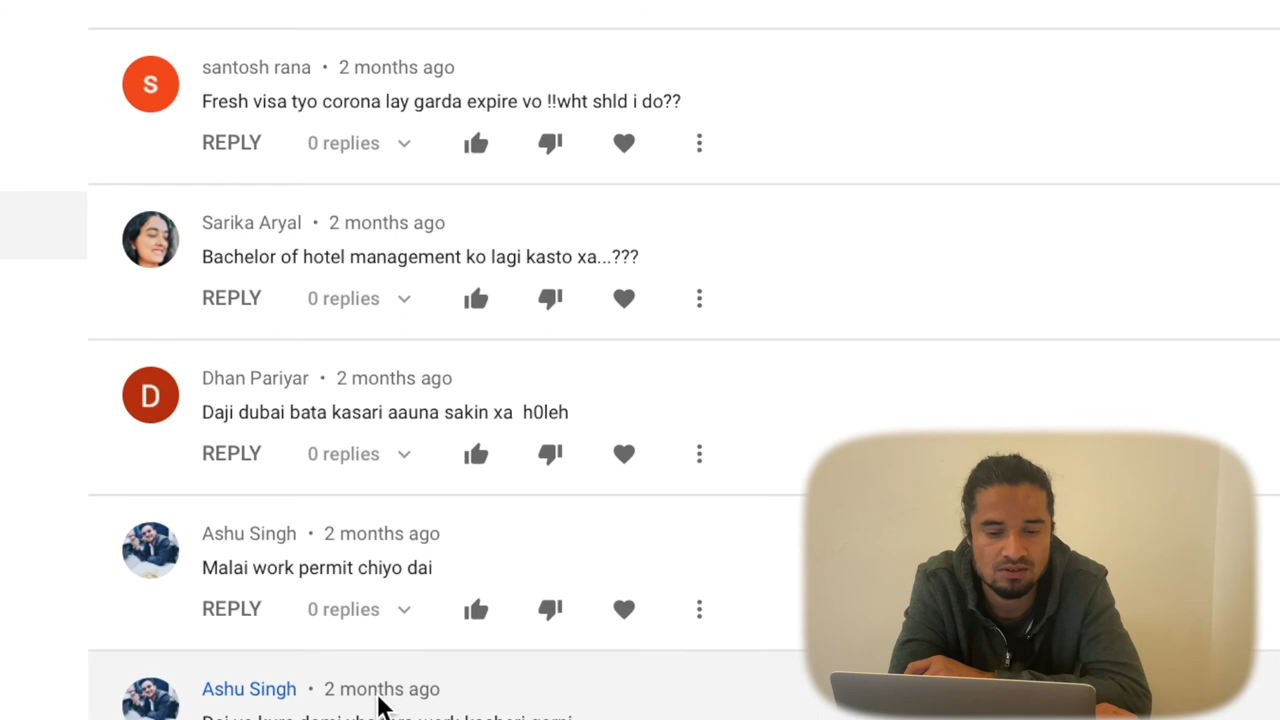 santosh rana • 2 months ago
Fresh visa tyo corona lay garda expire vo !!wht shld i do??
REPLY 0 replies
Sarika Aryal • 2 months ago
Bachelor of hotel management ko lagi kasto xa...???
REPLY 0 replies
D
Dhan Pariyar • 2 months ago
Daji dubai bata kasari aauna sakin xa h0leh
REPLY 0 replies
Ashu Singh • 2 months ago
Malai work permit chiyo dai
REPLY 0 replies
Ashu Singh • 2 months ago
S